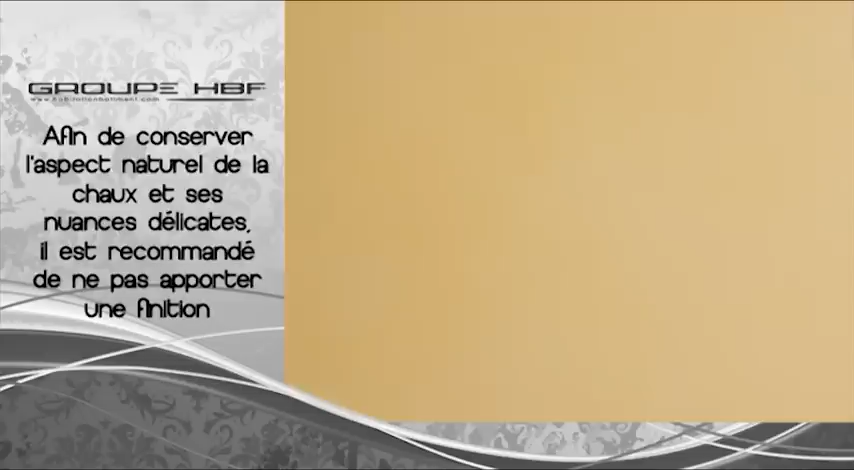 GROUPE HBF
Afin de conserver
l'aspect naturel de la
chaux et ses
nuances délicates,
il est recommandé
de ne pas apporter
une finition